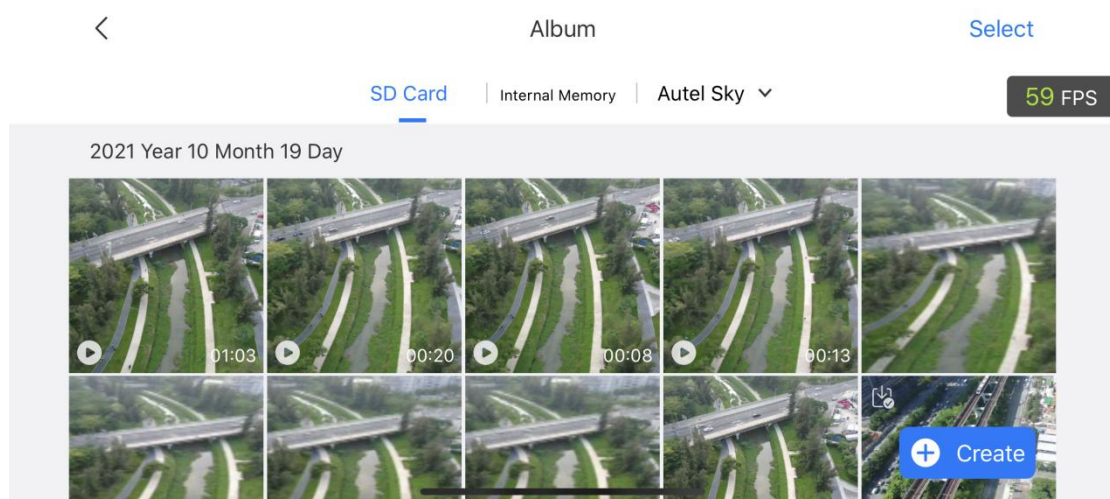 Album
Select
SD Card
Internal Memory
Autel Sky
59 FPS
2021 Year 10 Month 19 Day
01:03
00:20
00:08
00:13
Create